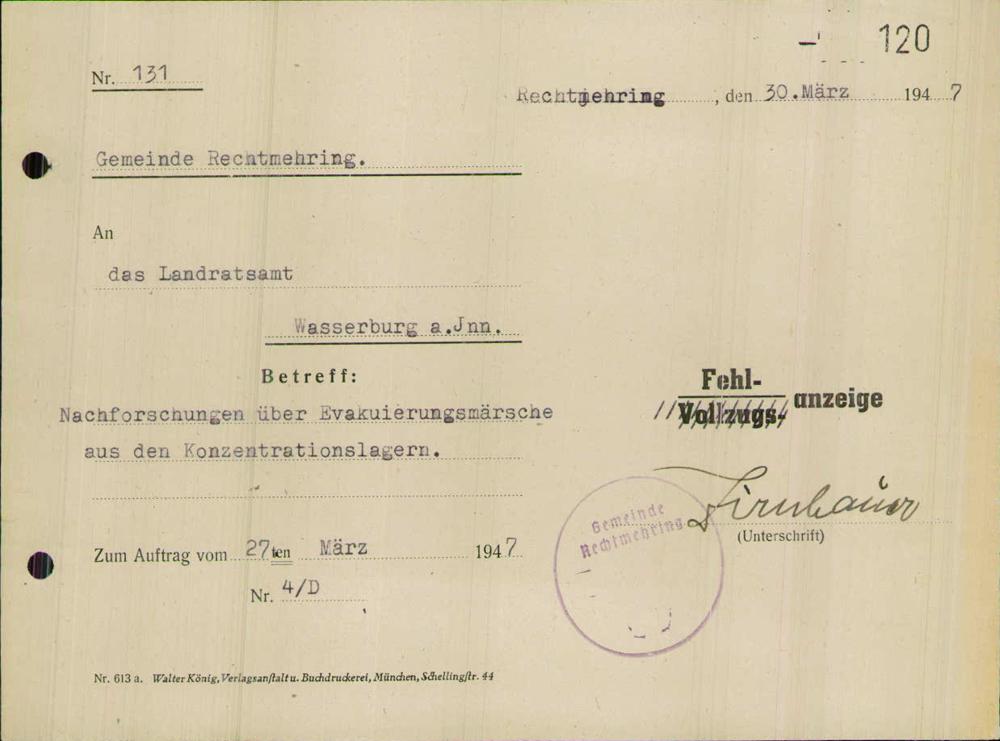 120
Nr. 131
Rechtmehring, den 30.März 1947
Gemeinde Rechtmehring.
An
das Landratsamt
Wasserburg a.Jnn.
Betreff:
Nachforschungen über Evakuierungsmärsche
aus den Konzentrationslagern.
Fehl-
Vollzugs- anzeige
Firnbauer
(Unterschrift)
Gemeinde
Rechtmehring
Zum Auftrag vom 27ten März 1947
Nr. 4/D
Nr. 613 a. Walter König, Verlagsanstalt u. Buchdruckerei, München, Schellingstr. 44